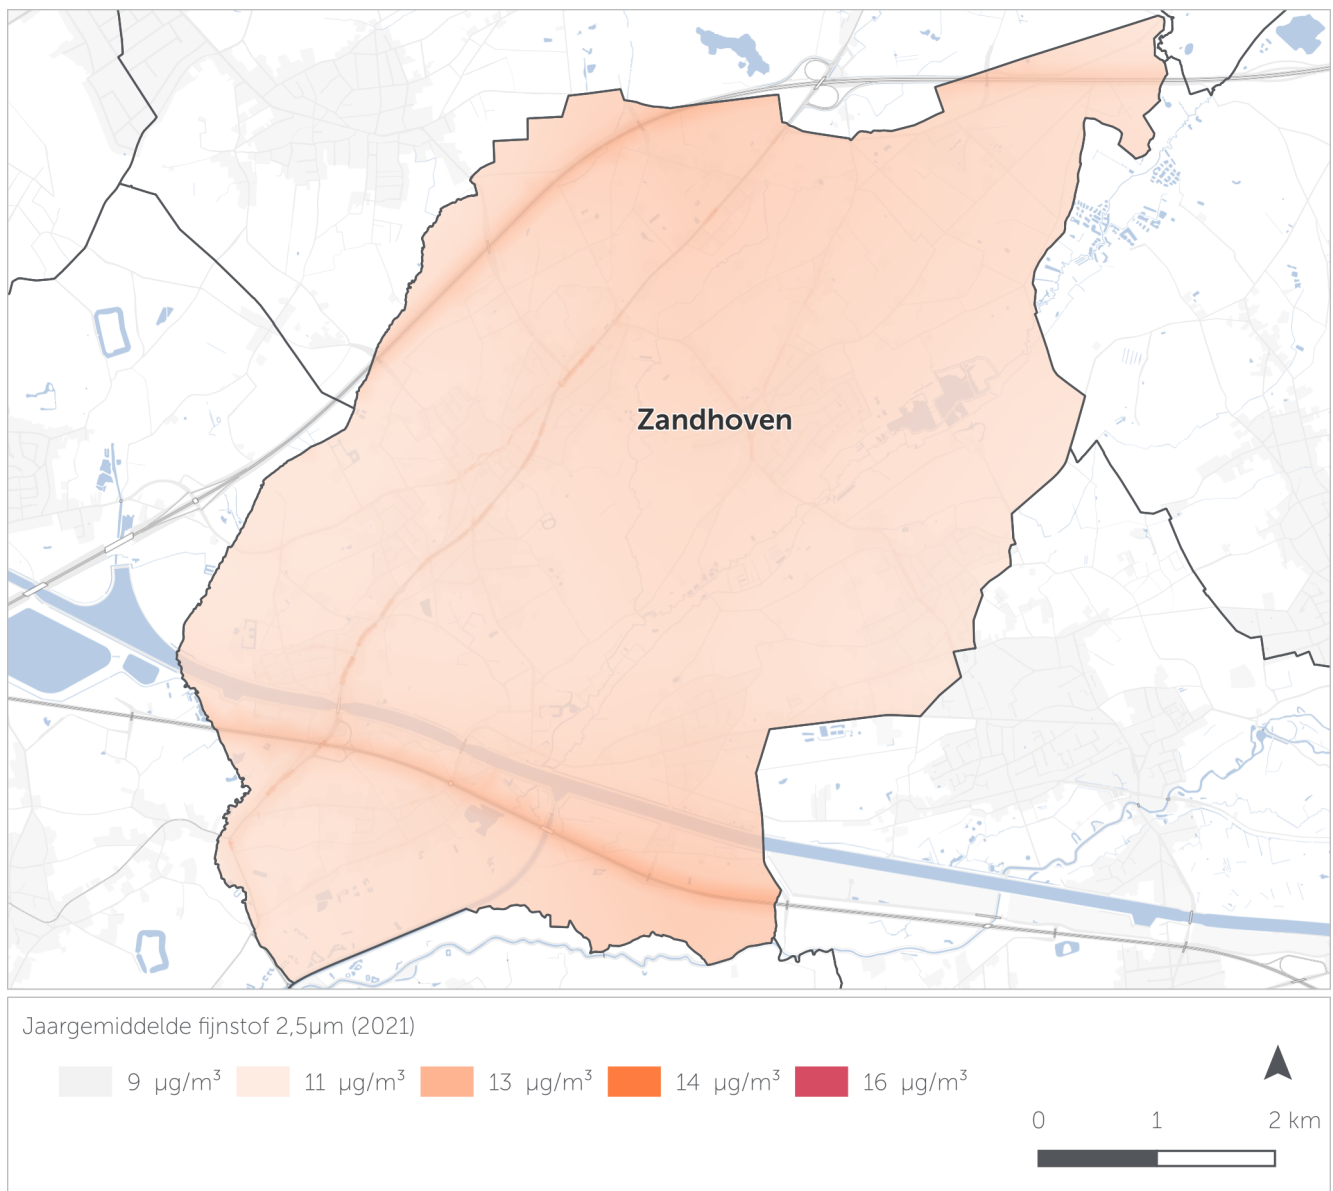 Zandhoven
Jaargemiddelde fijnstof 2,5µm (2021)
9 µg/m³ 11 µg/m³ 13 µg/m³ 14 µg/m³ 16 µg/m³
0 1 2 km